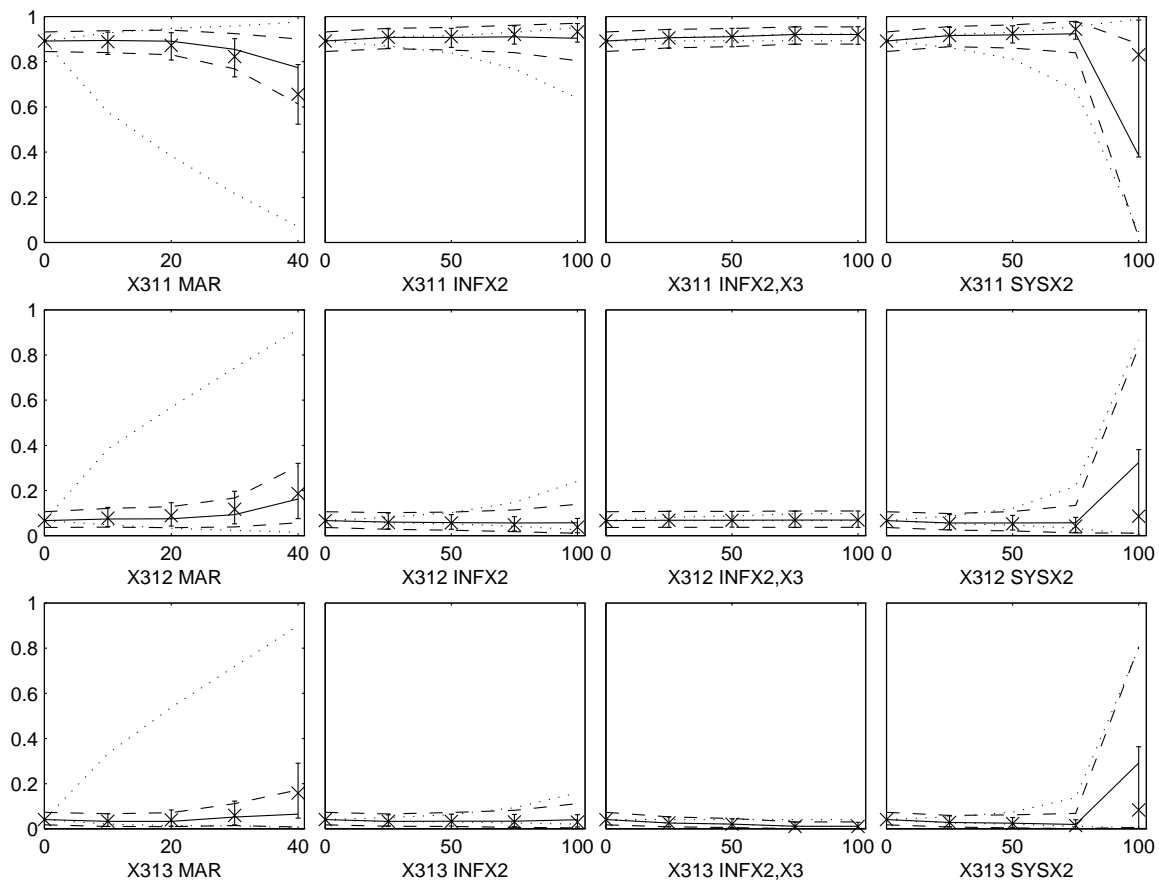 1
0.8
0.6
0.4
0.2
0
0 20 40
0 50 100
0 50 100
0 50 100
X311 MAR
X311 INFX2
X311 INFX2,X3
X311 SYSX2
1
0.8
0.6
0.4
0.2
0
0 20 40
0 50 100
0 50 100
0 50 100
X312 MAR
X312 INFX2
X312 INFX2,X3
X312 SYSX2
1
0.8
0.6
0.4
0.2
0
0 20 40
0 50 100
0 50 100
0 50 100
X313 MAR
X313 INFX2
X313 INFX2,X3
X313 SYSX2